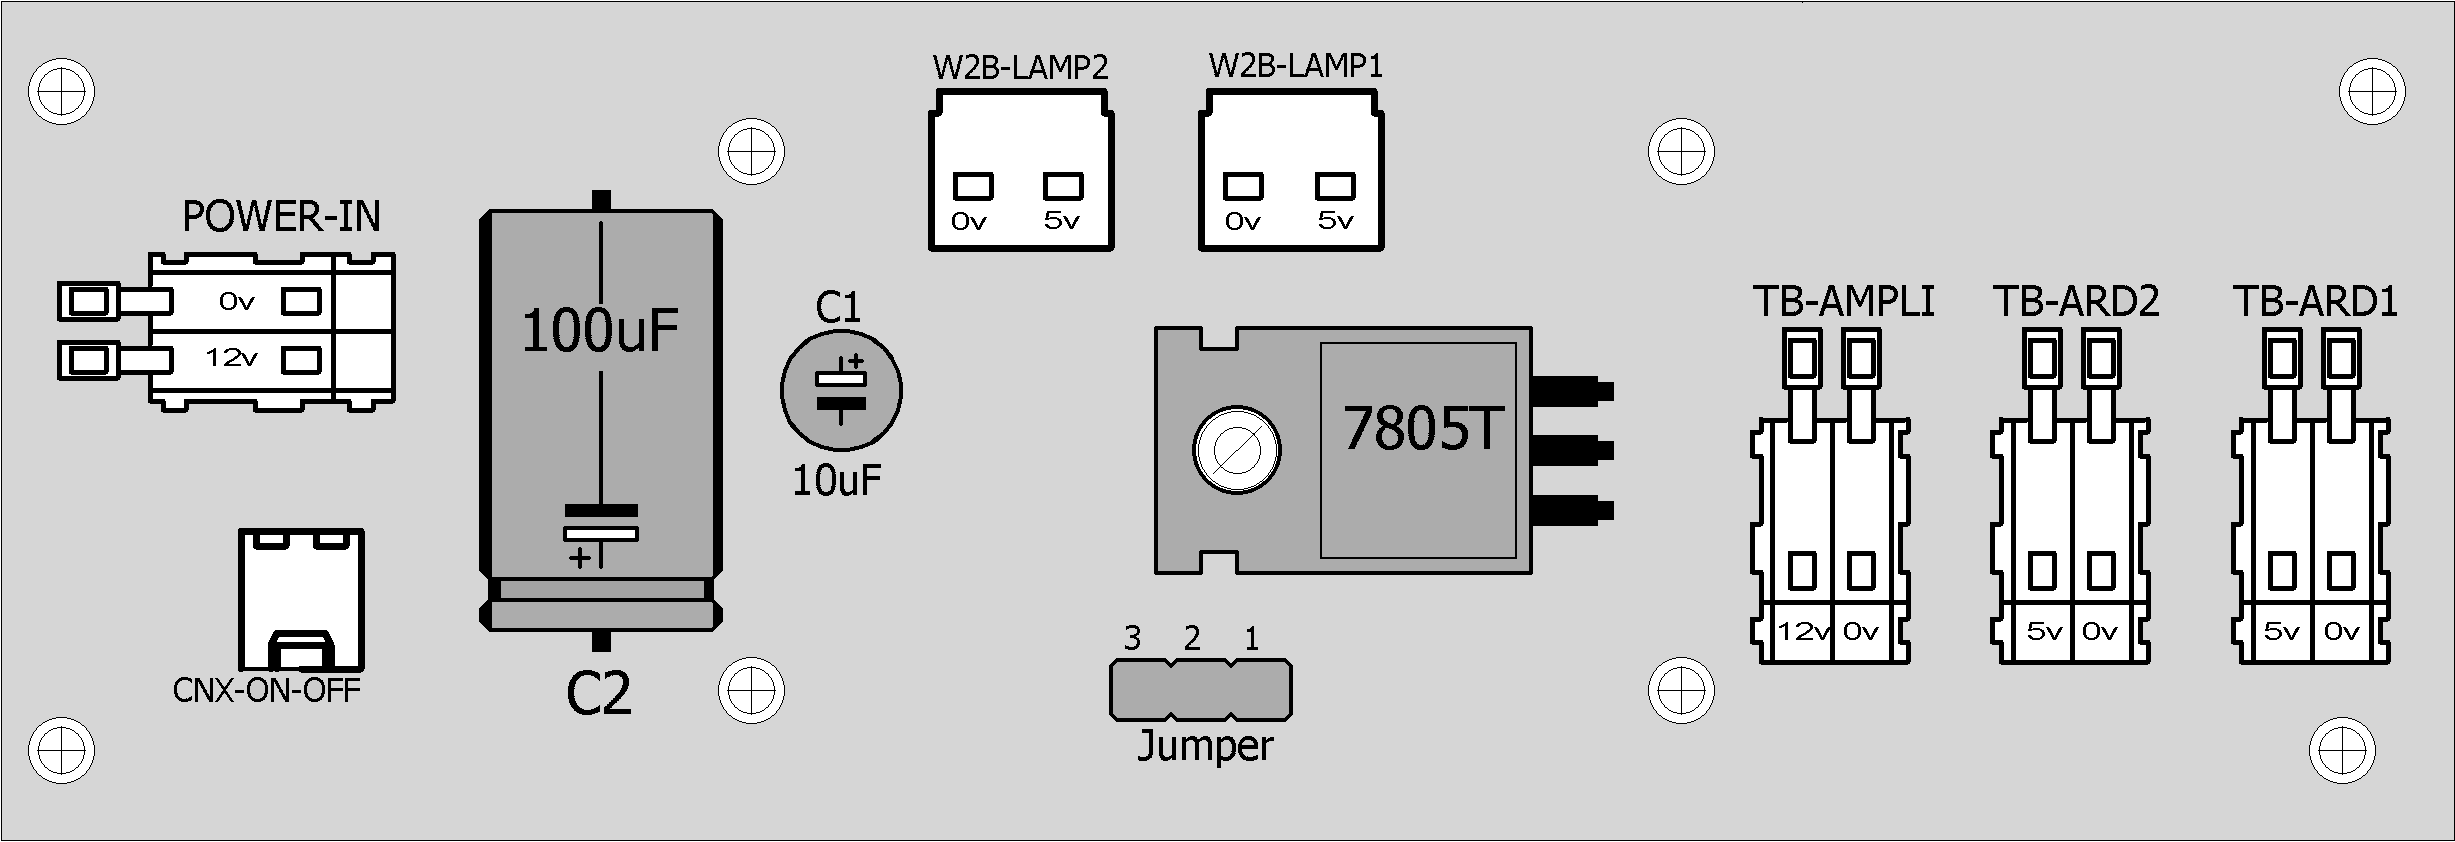 W2B-LAMP2
W2B-LAMP1
0v 5v
0v 5v
POWER-IN
0v
12v
100uF
+
C2
C1
+
10uF
7805T
TB-AMPLI
TB-ARD2
TB-ARD1
12v 0v
5v 0v
5v 0v
CNX-ON-OFF
3 2 1
Jumper